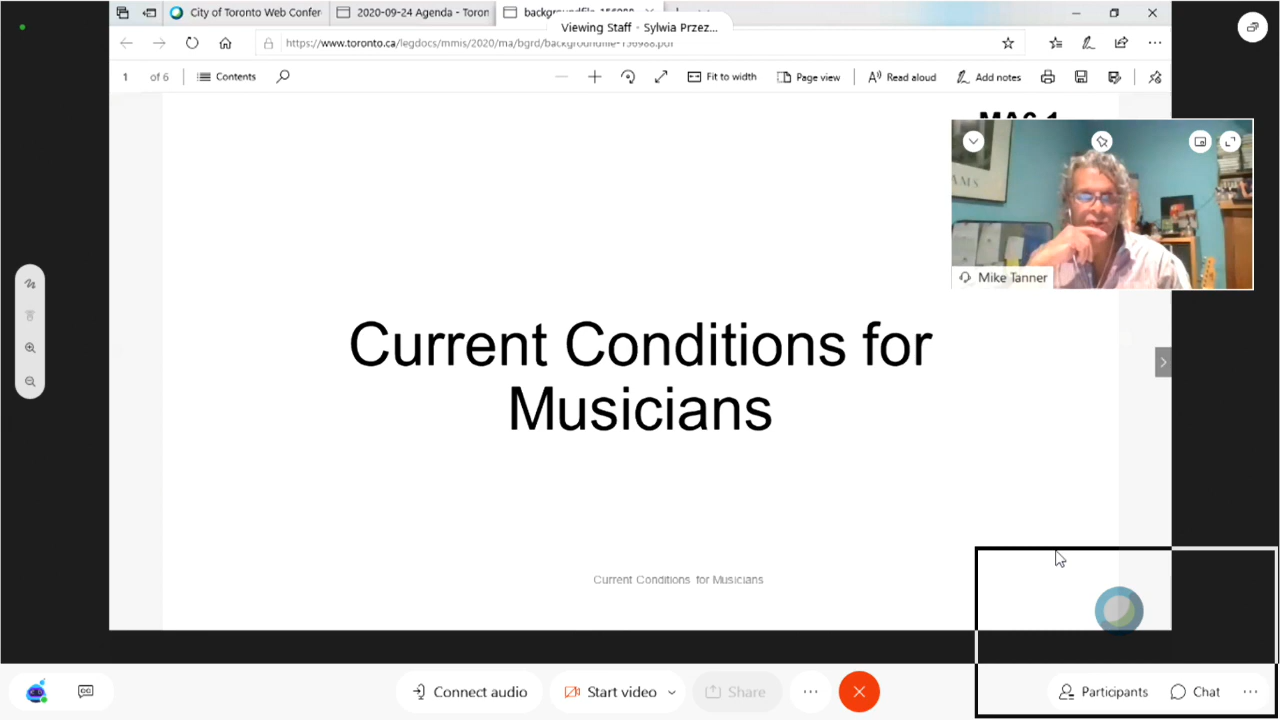 City of Toronto Web Confer
2020-09-24 Agenda - Toron
Viewing Staff - Sylwia Przez...
https://www.toronto.ca/legdocs/mmis/2020/ma/bgrd/backgroundfile-156988.pdf
1 of 6 Contents Fit to width Page view Read aloud Add notes
AMS
Mike Tanner
Current Conditions for
Musicians
Current Conditions for Musicians
Connect audio Start video Share Participants Chat